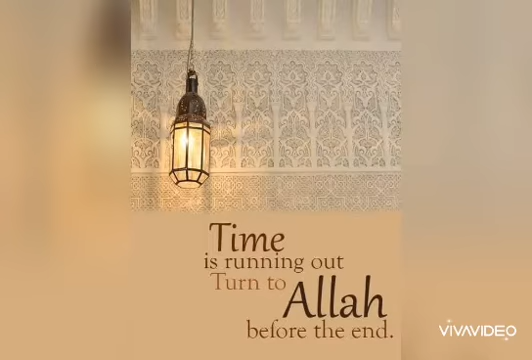 Time
is running out
Turn to
Allah
before the end.
VIVAVIDEO